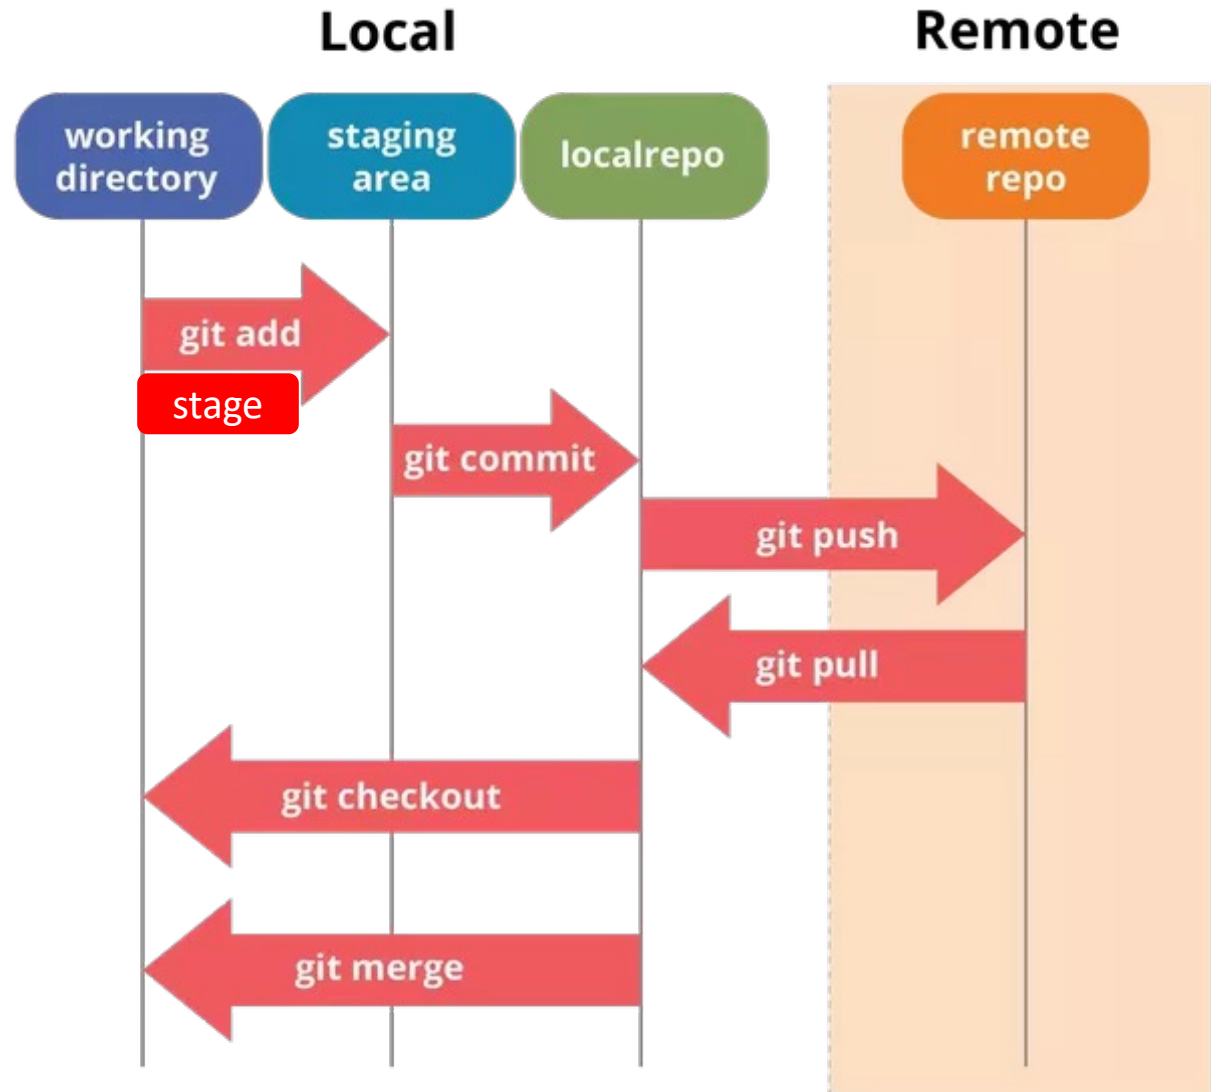 Local
Remote
working
directory
staging
area
localrepo
remote
repo
git add
stage
git commit
git push
git pull
git checkout
git merge